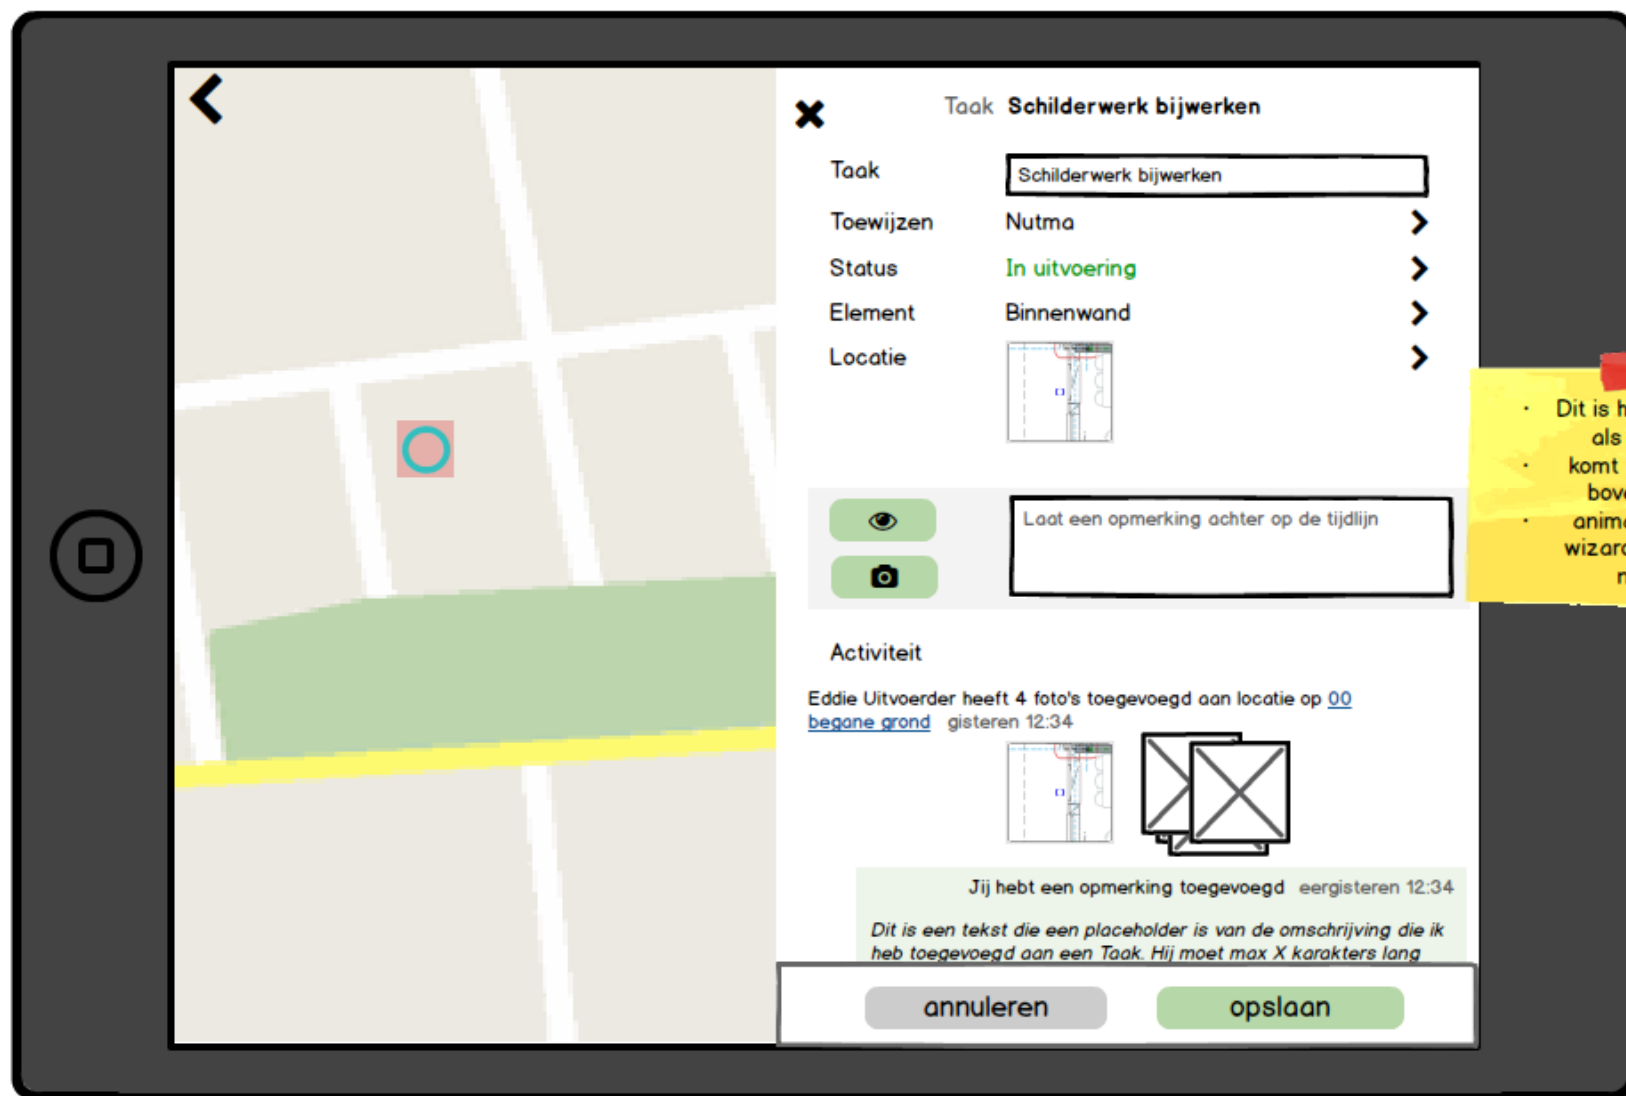 Taak Schilderwerk bijwerken
Taak
Schilderwerk bijwerken
Toewijzen
Nutma
Status
In uitvoering
Element
Binnenwand
Locatie
Laat een opmerking achter op de tijdlijn
Activiteit
Eddie Uitvoerder heeft 4 foto's toegevoegd aan locatie op 00
begane grond gisteren 12:34
Jij hebt een opmerking toegevoegd eergisteren 12:34
Dit is een tekst die een placeholder is van de omschrijving die ik
heb toegevoegd aan een Taak. Hij moet max X karakters lang
annuleren
opslaan
Dit is
als
komt